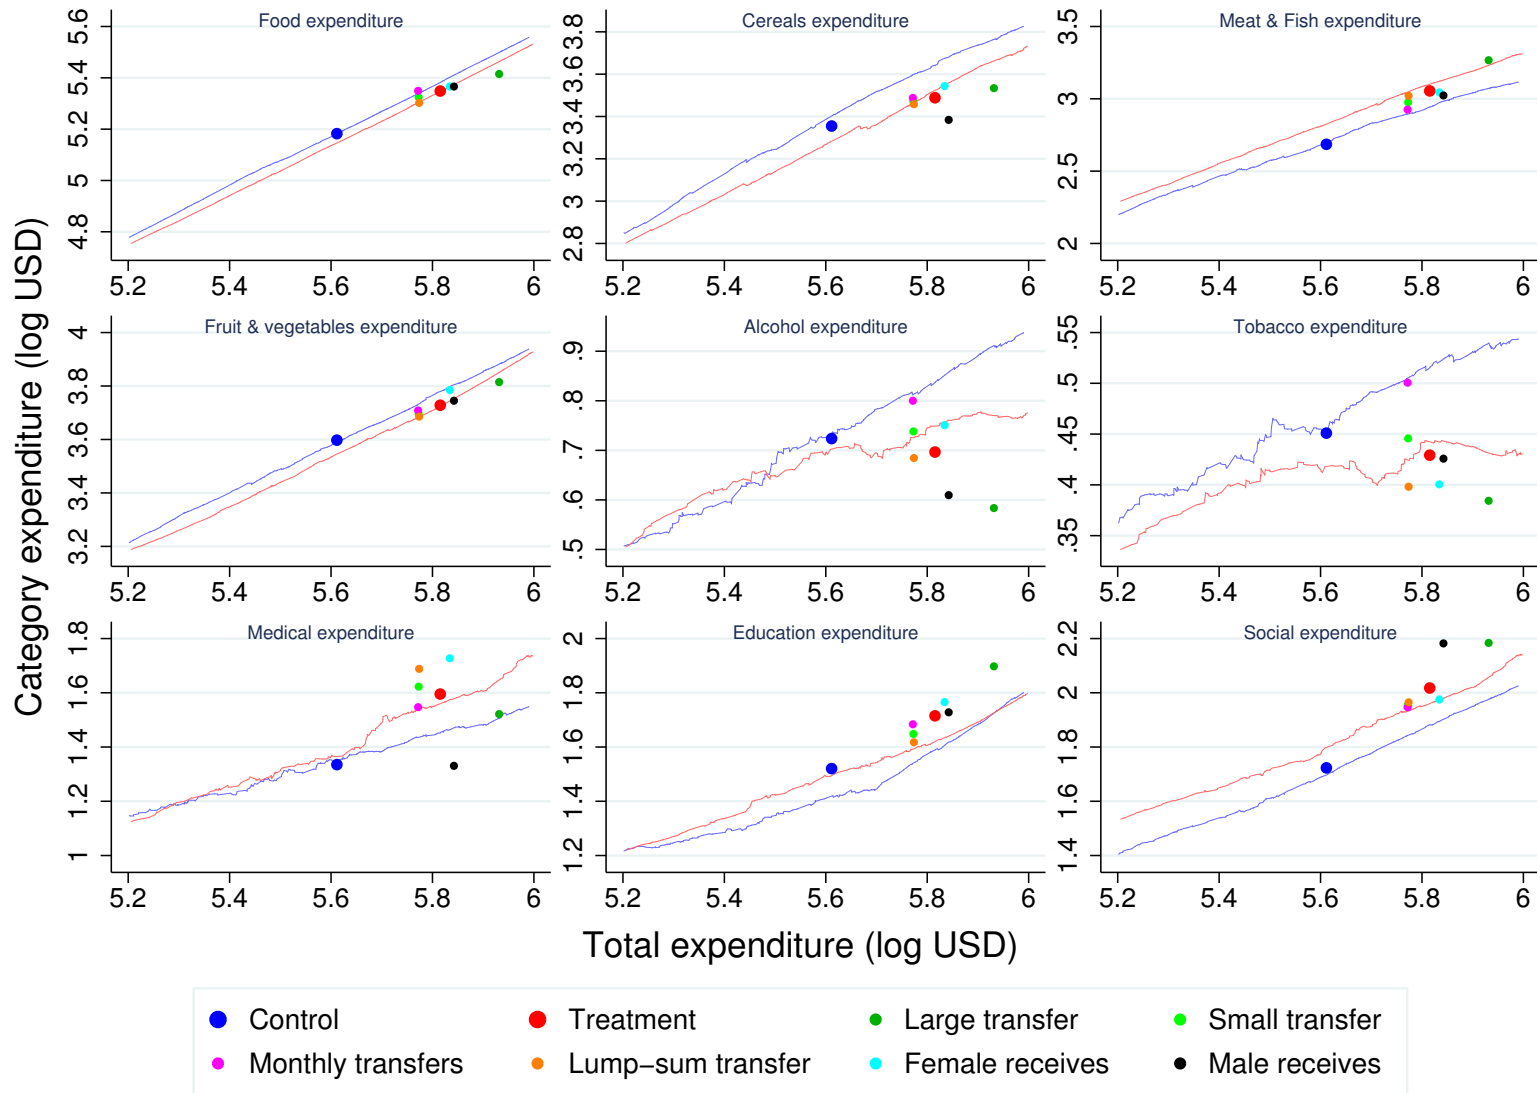 Category expenditure (log USD)
Food expenditure
4.8 5 5.2 5.4 5.6
5.2 5.4 5.6 5.8 6
Cereals expenditure
2.8 3 3.2 3.4 3.6 3.8
5.2 5.4 5.6 5.8 6
Meat & Fish expenditure
2 2.5 3 3.5
5.2 5.4 5.6 5.8 6
Fruit & vegetables expenditure
3.2 3.4 3.6 3.8 4
5.2 5.4 5.6 5.8 6
Alcohol expenditure
.5 .6 .7 .8 .9
5.2 5.4 5.6 5.8 6
Tobacco expenditure
.35 .4 .45 .5 .55
5.2 5.4 5.6 5.8 6
Medical expenditure
1 1.2 1.4 1.6 1.8
5.2 5.4 5.6 5.8 6
Education expenditure
1.2 1.4 1.6 1.8 2
5.2 5.4 5.6 5.8 6
Social expenditure
1.4 1.6 1.8 2 2.2
5.2 5.4 5.6 5.8 6
Total expenditure (log USD)
Control Treatment Large transfer Small transfer
Monthly transfers Lump−sum transfer Female receives Male receives